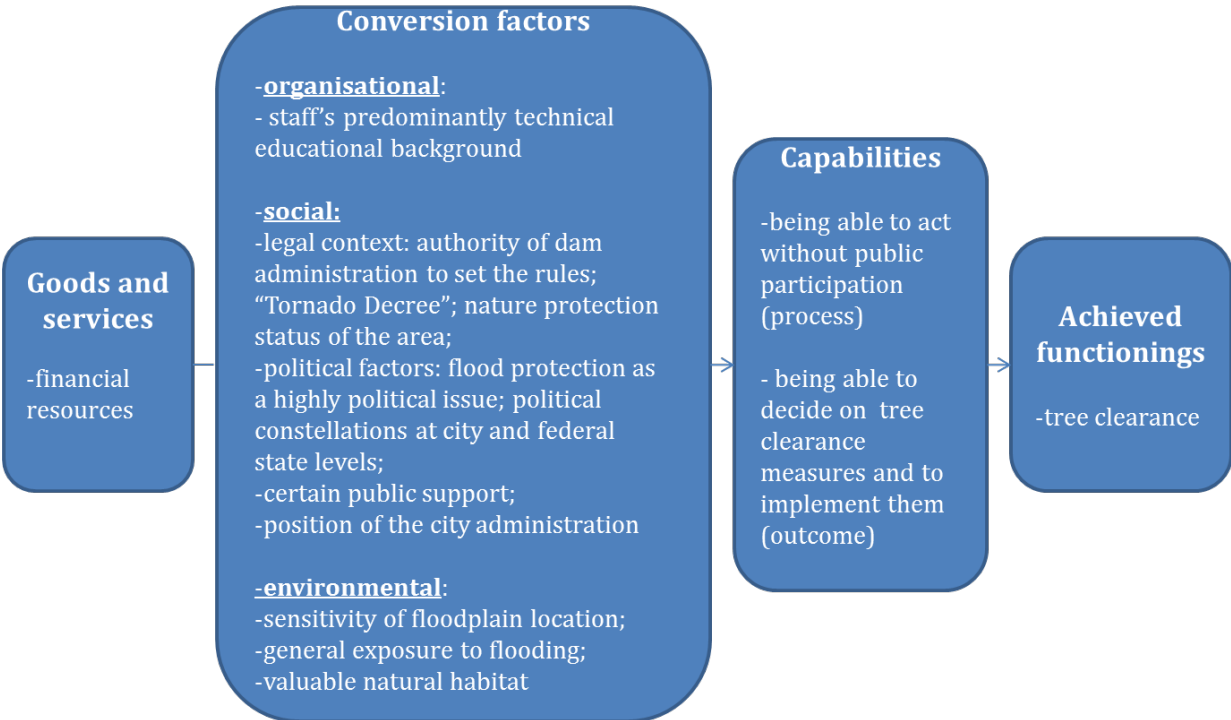 Goods and
services
-financial
resources
Conversion factors
-organisational:
- staff’s predominantly technical
educational background
-social:
-legal context: authority of dam
administration to set the rules;
“Tornado Decree”; nature protection
status of the area;
-political factors: flood protection as
a highly political issue; political
constellations at city and federal
state levels;
-certain public support;
-position of the city administration
-environmental:
-sensitivity of floodplain location;
-general exposure to flooding;
-valuable natural habitat
Capabilities
-being able to act
without public
participation
(process)
- being able to
decide on tree
clearance
measures and to
implement them
(outcome)
Achieved
functionings
-tree clearance